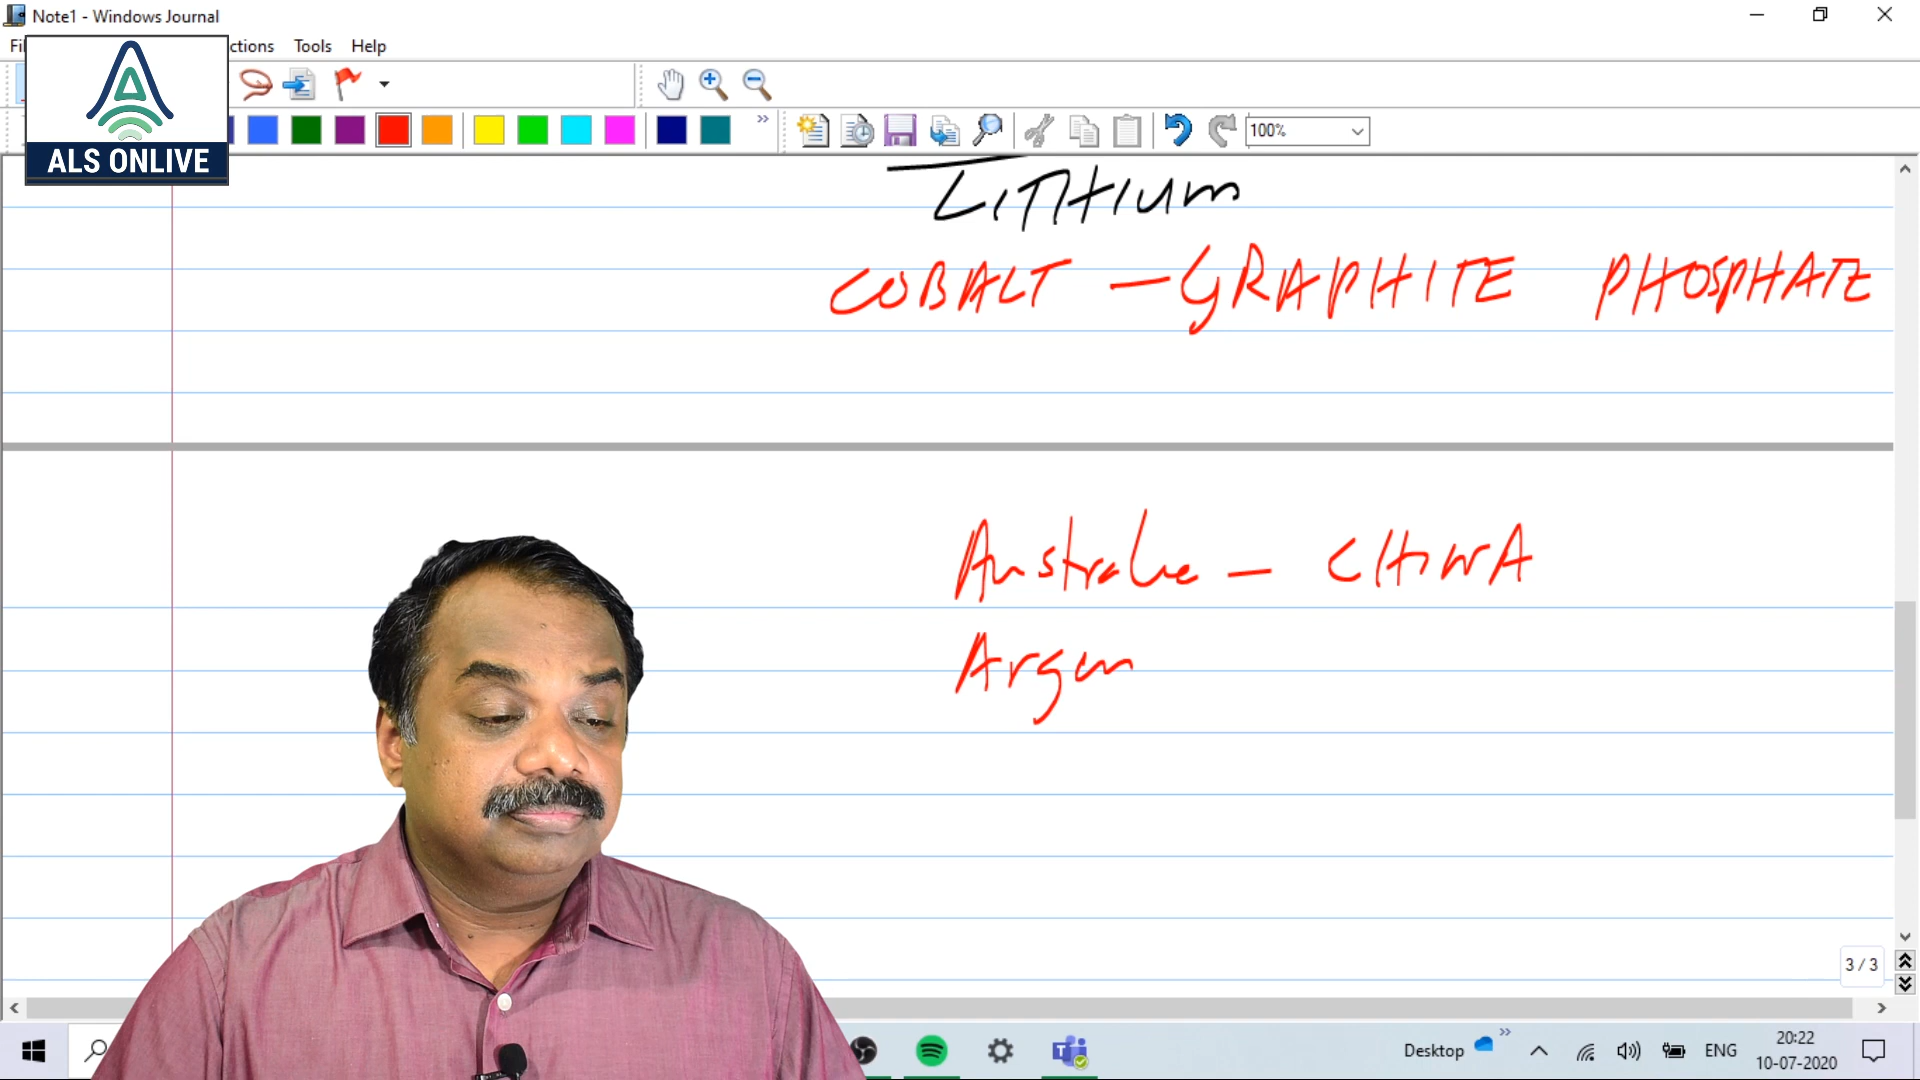 Note1 - Windows Journal
ctions Tools Help
ALS ONLIVE
100%
LITHIUM
COBALT - GRAPHITE PHOSPHATE
Australie - CHINA
Argen
3 / 3
Desktop
ENG
20:22
10-07-2020